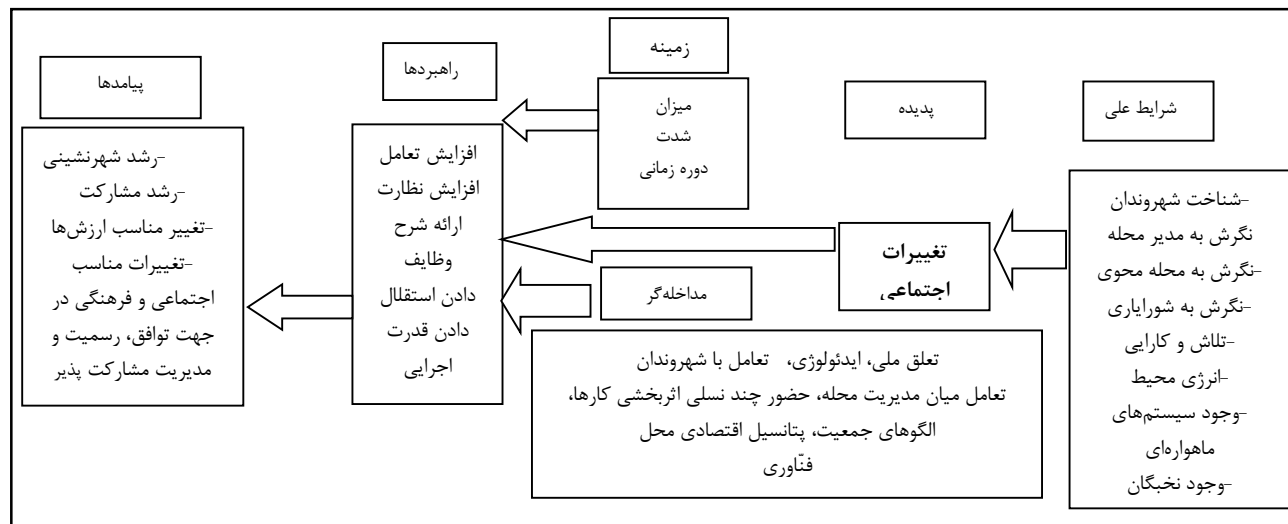 شرایط علی
-شناخت شهروندان
نگرش به مدیر محله
-نگرش به محله محوی
-نگرش به شورایاری
-تلاش و کارایی
-انرژی محیط
-وجود سیستم‌های
ماهواره‌ای
-وجود نخبگان
پدیده
تغییرات
اجتماعی
زمینه
میزان
شدت
دوره زمانی
مداخله‌گر
تعلق ملی، ایدئولوژی، تعامل با شهروندان
تعامل میان مدیریت محله، حضور چند نسلی اثربخشی کارها،
الگوهای جمعیت، پتانسیل اقتصادی محل
فنّاوری
راهبردها
افزایش تعامل
افزایش نظارت
ارائه شرح
وظایف
دادن استقلال
دادن قدرت
اجرایی
پیامدها
-رشد شهرنشینی
-رشد مشارکت
-تغییر مناسب ارزش‌ها
-تغییرات مناسب
اجتماعی و فرهنگی در
جهت توافق، رسمیت و
مدیریت مشارکت پذیر